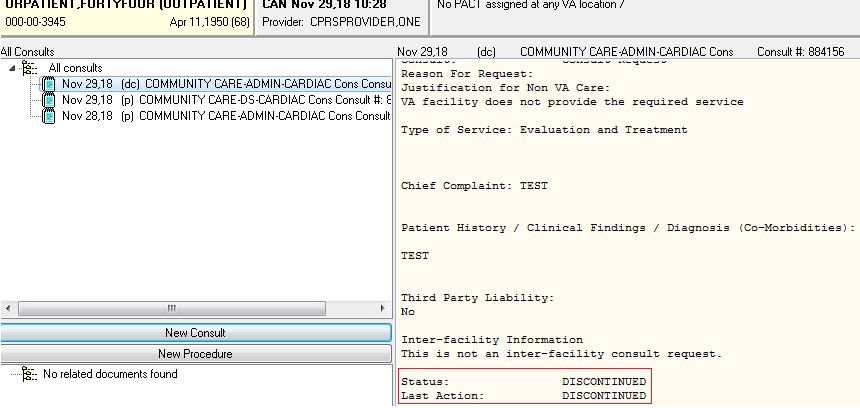 ORPATIENT,FORTYFOUR (OUTPATIENT)
000-00-3945 Apr 11,1950 (68)
CAN Nov 29,18 10:28
Provider: CPRSPROVIDER,ONE
No PACT assigned at any VA location /
All Consults
All consults
Nov 29,18 (dc) COMMUNITY CARE-ADMIN-CARDIAC Cons Consu
Nov 29,18 (p) COMMUNITY CARE-DS-CARDIAC Cons Consult #: 8
Nov 28,18 (p) COMMUNITY CARE-ADMIN-CARDIAC Cons Consult
New Consult
New Procedure
No related documents found
Nov 29,18 (dc) COMMUNITY CARE-ADMIN-CARDIAC Cons Consult #: 884156
Consult Request
Reason For Request:
Justification for Non VA Care:
VA facility does not provide the required service
Type of Service: Evaluation and Treatment
Chief Complaint: TEST
Patient History / Clinical Findings / Diagnosis (Co-Morbidities):
TEST
Third Party Liability:
No
Inter-facility Information
This is not an inter-facility consult request.
Status: DISCONTINUED
Last Action: DISCONTINUED